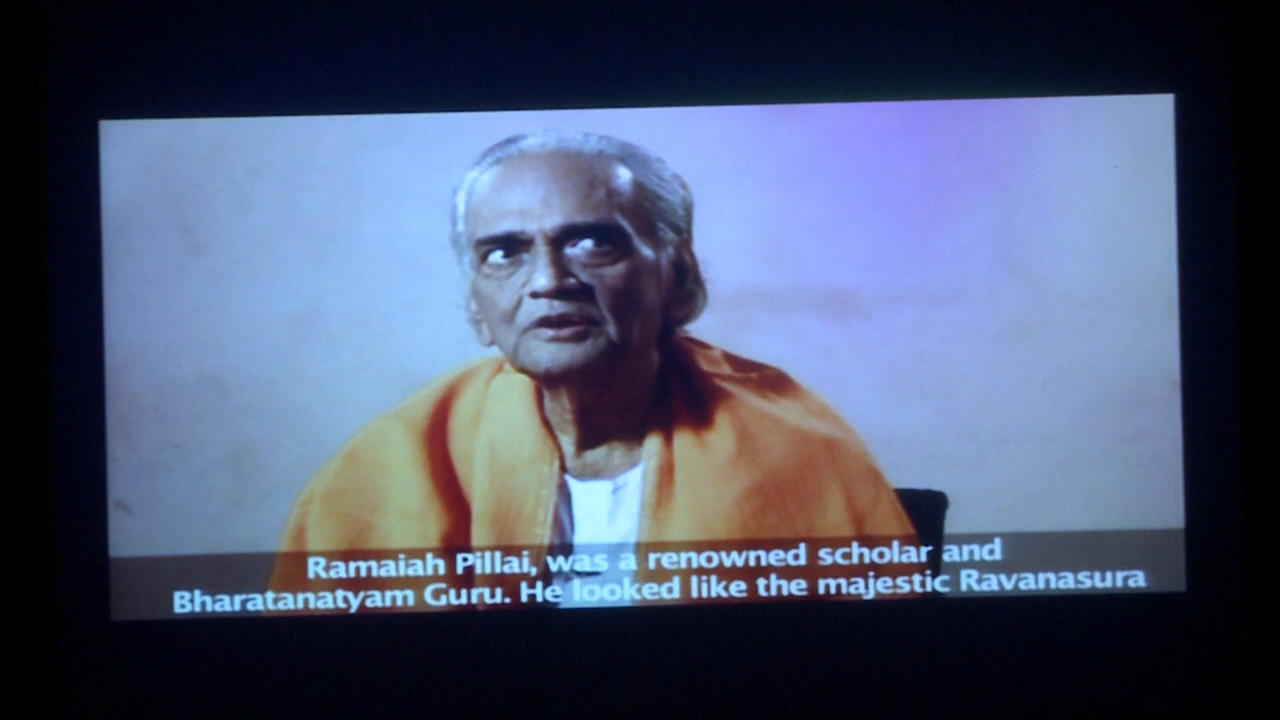 Ramaiah Pillai, was a renowned scholar and
Bharatanatyam Guru. He looked like the majestic Ravanasura